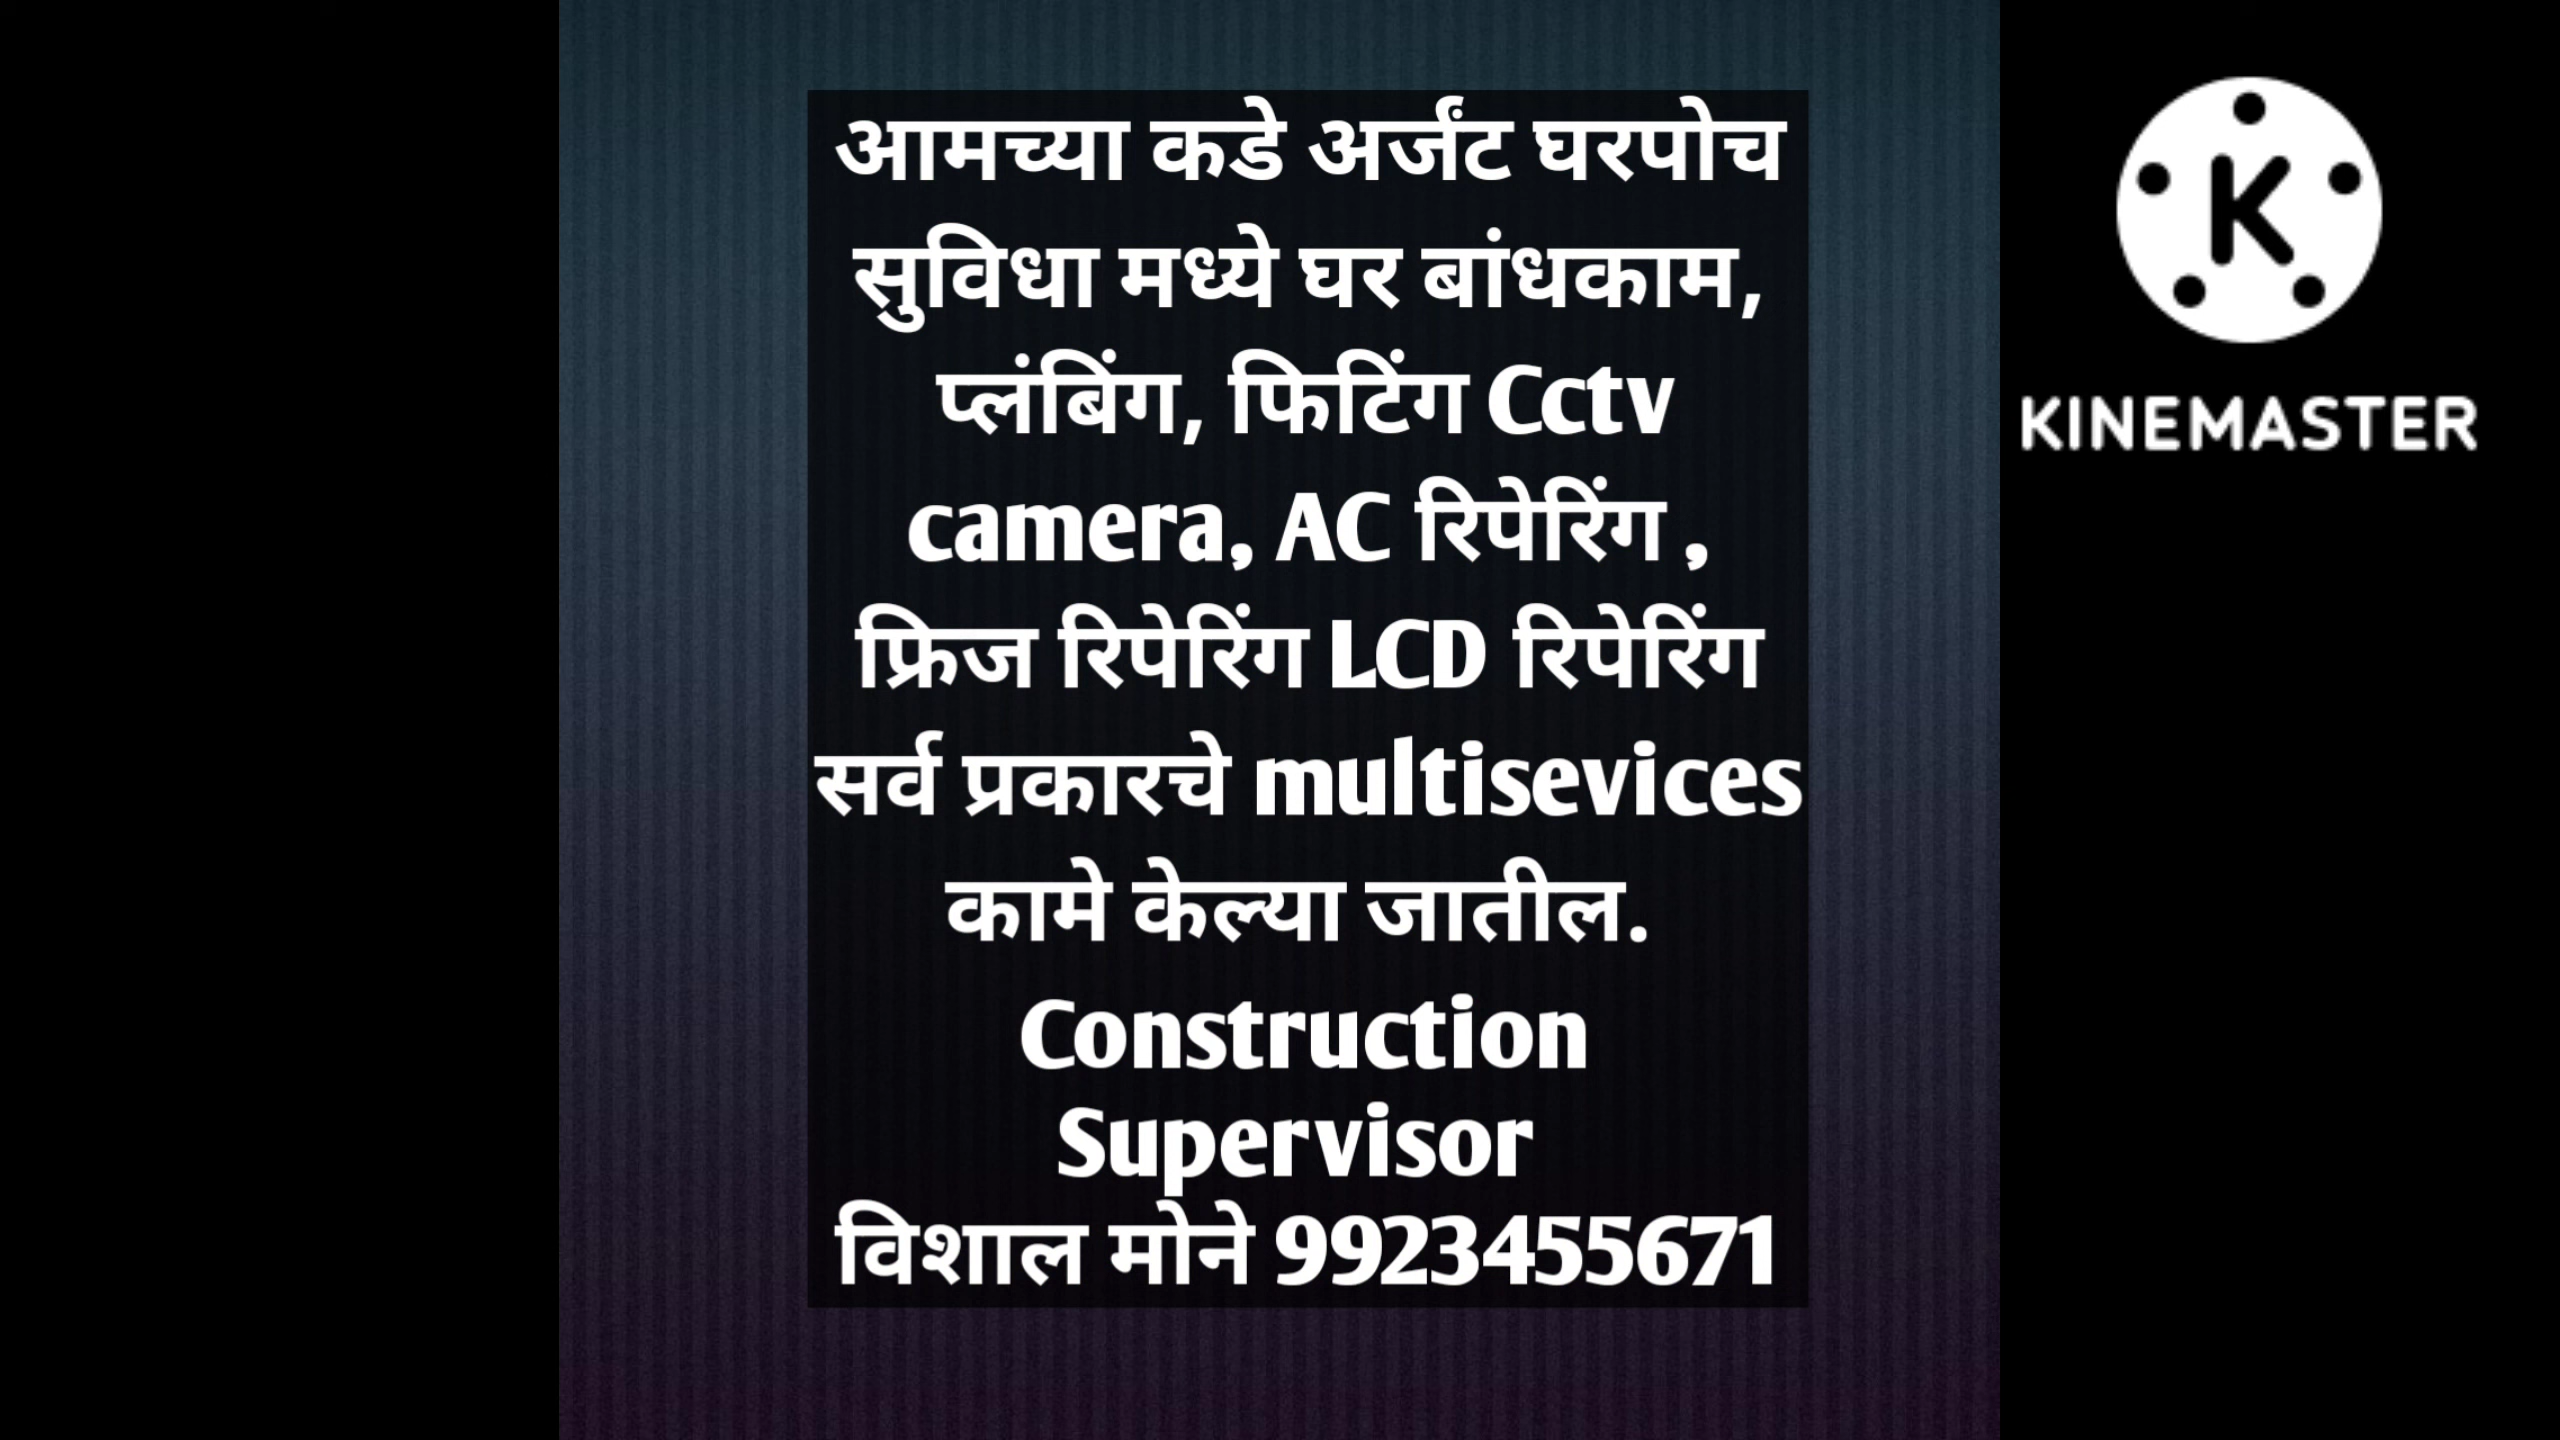 आमच्या कडे अर्जंट घरपोच
सुविधा मध्ये घर बांधकाम,
प्लंबिंग, फिटिंग Cctv
camera, AC रिपेरिंग ,
फ्रिज रिपेरिंग LCD रिपेरिंग
सर्व प्रकारचे multisevices
कामे केल्या जातील.
Construction
Supervisor
विशाल मोने 9923455671
K
KINEMASTER